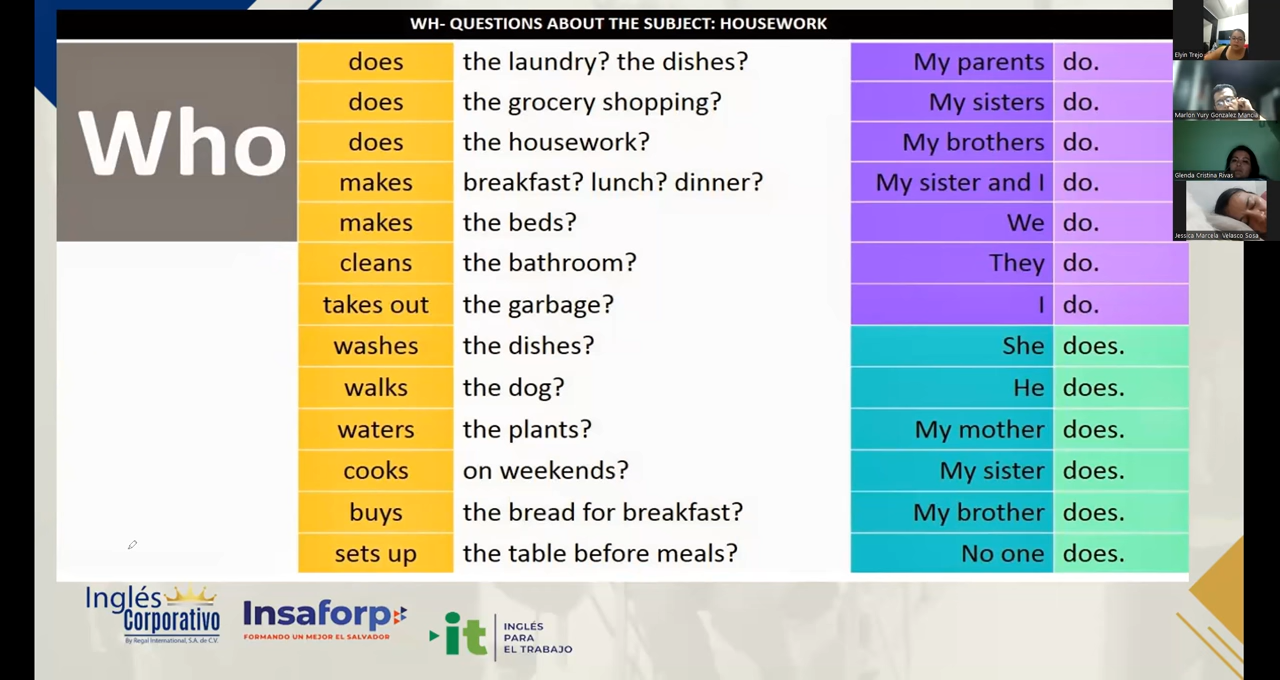 WH- QUESTIONS ABOUT THE SUBJECT: HOUSEWORK
Who does the laundry? the dishes? My parents do.
does the grocery shopping? My sisters do.
does the housework? My brothers do.
makes breakfast? lunch? dinner? My sister and I do.
makes the beds? We do.
cleans the bathroom? They do.
takes out the garbage? I do.
washes the dishes? She does.
walks the dog? He does.
waters the plants? My mother does.
cooks on weekends? My sister does.
buys the bread for breakfast? My brother does.
sets up the table before meals? No one does.
Elyin Trejo
Marlon Yury Gonzalez Mancia
Glenda Cristina Rivas
Jessica Marcela Velasco Sosa
Inglés
Corporativo
By Regal International, S.A. de C.V.
Insaforp
FORMANDO UN MEJOR EL SALVADOR
it
INGLÉS
PARA
EL TRABAJO